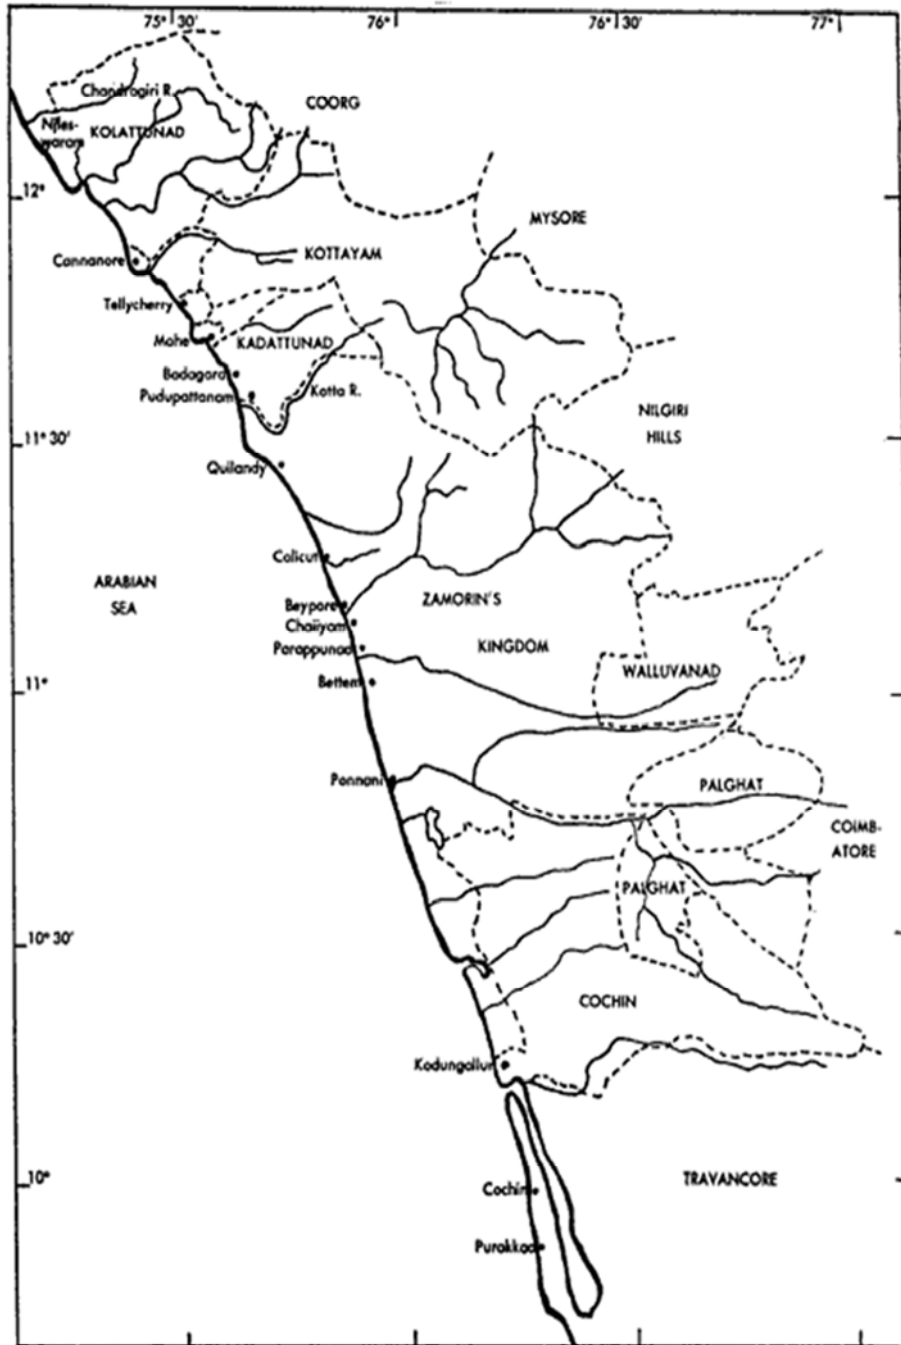 75° 30'
76°
76° 30'
77°
Chandragiri R.
COORG
Niles-
waram
KOLATTUNAD
12°
MYSORE
Cannanore
KOTTAYAM
Tellycherry
Mahe
KADATTUNAD
Badagara
Pudupattanam
Kotta R.
NILGIRI
HILLS
11° 30'
Quilandy
Calicut
ARABIAN
SEA
ZAMORIN'S
Beypore
Chaiiyam
Parappunad
KINGDOM
WALLUVANAD
Bettem
11°
Ponnani
PALGHAT
COIMB-
ATORE
PALGHAT
10° 30'
COCHIN
Kodungallur
TRAVANCORE
10°
Cochin
Purakkad